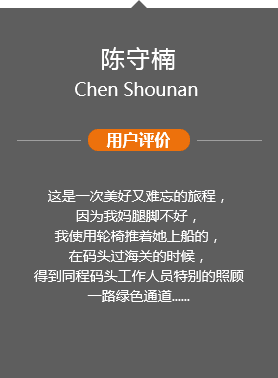 陈守楠
Chen Shounan
用户评价
这是一次美好又难忘的旅程，
因为我妈腿脚不好，
我使用轮椅推着她上船的，
在码头过海关的时候，
得到同程码头工作人员特别的照顾
一路绿色通道......